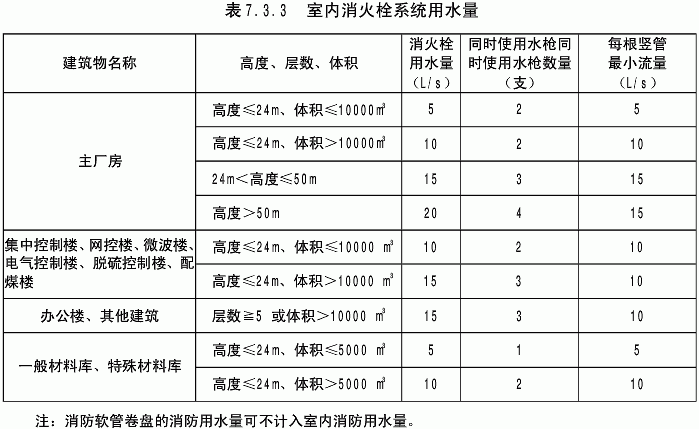 表7.3.3 室内消火栓系统用水量
建筑物名称 高度、层数、体积 消火栓用水量(L/s) 同时使用水枪同时使用水枪数量(支) 每根竖管最小流量(L/s)
主厂房 高度≤24m、体积≤10000m³ 5 2 5
高度≤24m、体积>10000m³ 10 2 10
24m<高度≤50m 15 3 15
高度>50m 20 4 15
集中控制楼、网控楼、微波楼、电气控制楼、脱硫控制楼、配煤楼 高度≤24m、体积≤10000 m³ 10 2 10
高度≤24m、体积>10000 m³ 15 3 10
办公楼、其他建筑 层数≧5 或体积>10000 m³ 15 3 10
一般材料库、特殊材料库 高度≤24m、体积≤5000 m³ 5 1 5
高度≤24m、体积>5000 m³ 10 2 10
注：消防软管卷盘的消防用水量可不计入室内消防用水量。